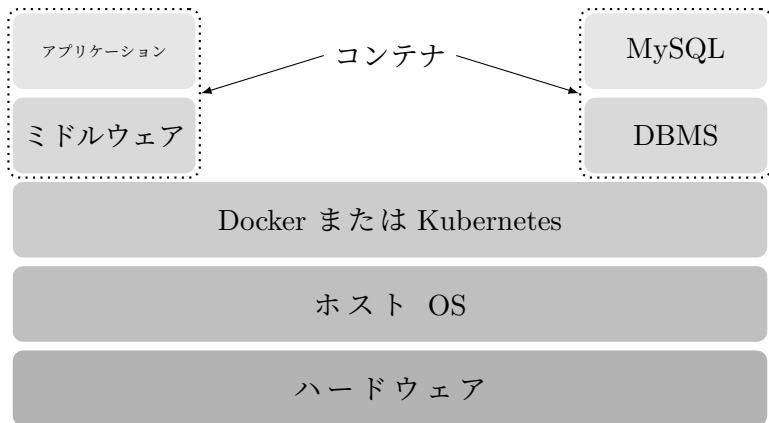 アプリケーション
コンテナ
MySQL
ミドルウェア
DBMS
Docker または Kubernetes
ホスト OS
ハードウェア